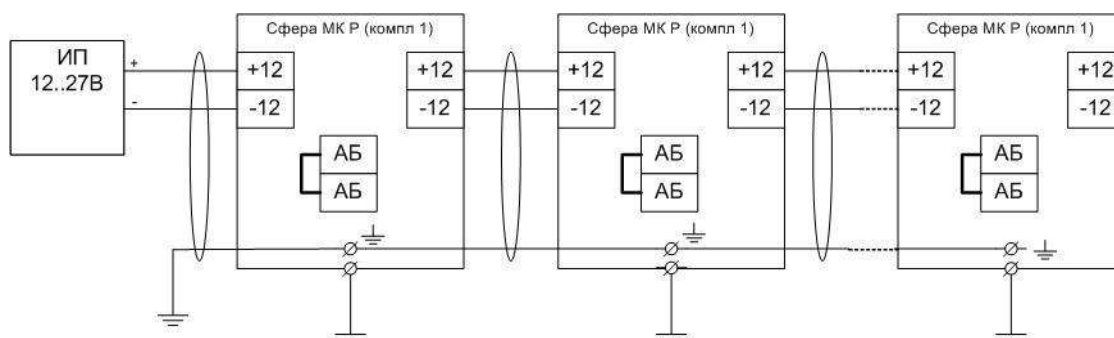 Сфера МК Р (компл 1)
Сфера МК Р (компл 1)
Сфера МК Р (компл 1)
ИП
12..27В
+
-
+12
-12
+12
-12
+12
-12
+12
-12
+12
-12
+12
-12
АБ
АБ
АБ
АБ
АБ
АБ